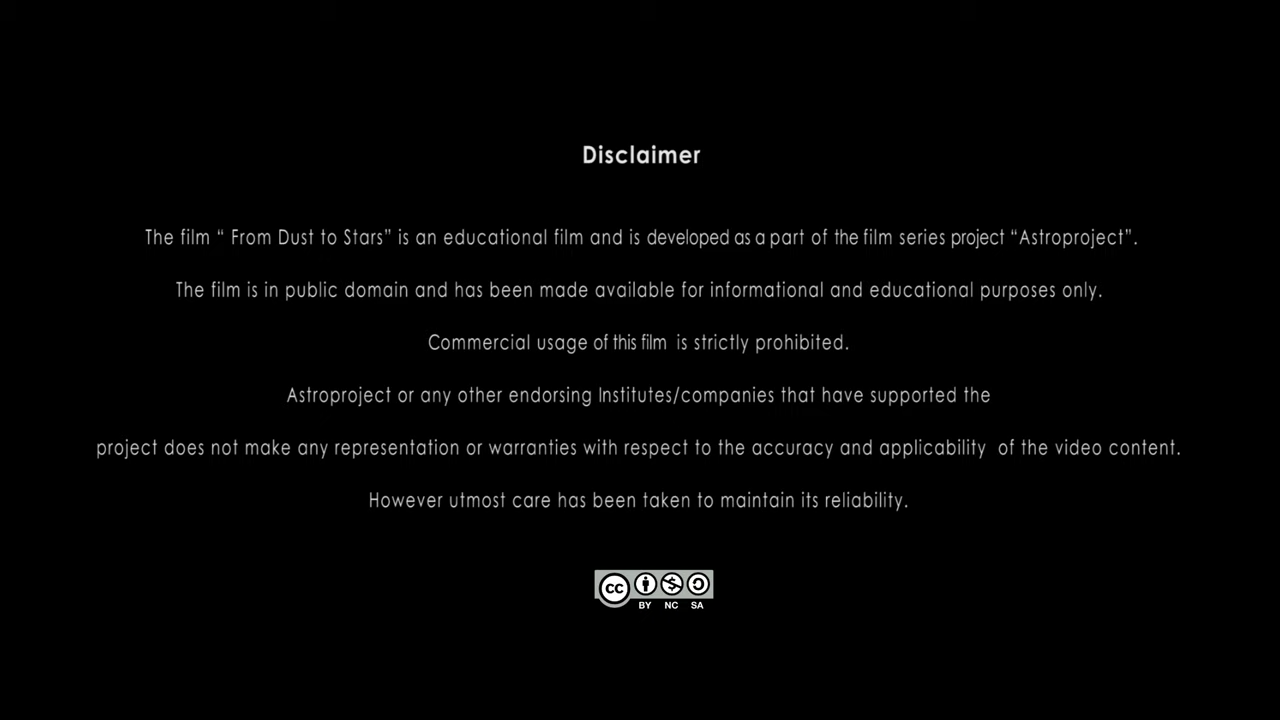 Disclaimer
The film “ From Dust to Stars” is an educational film and is developed as a part of the film series project “Astroproject”.
The film is in public domain and has been made available for informational and educational purposes only.
Commercial usage of this film is strictly prohibited.
Astroproject or any other endorsing Institutes/companies that have supported the
project does not make any representation or warranties with respect to the accuracy and applicability of the video content.
However utmost care has been taken to maintain its reliability.
cc
BY NC SA